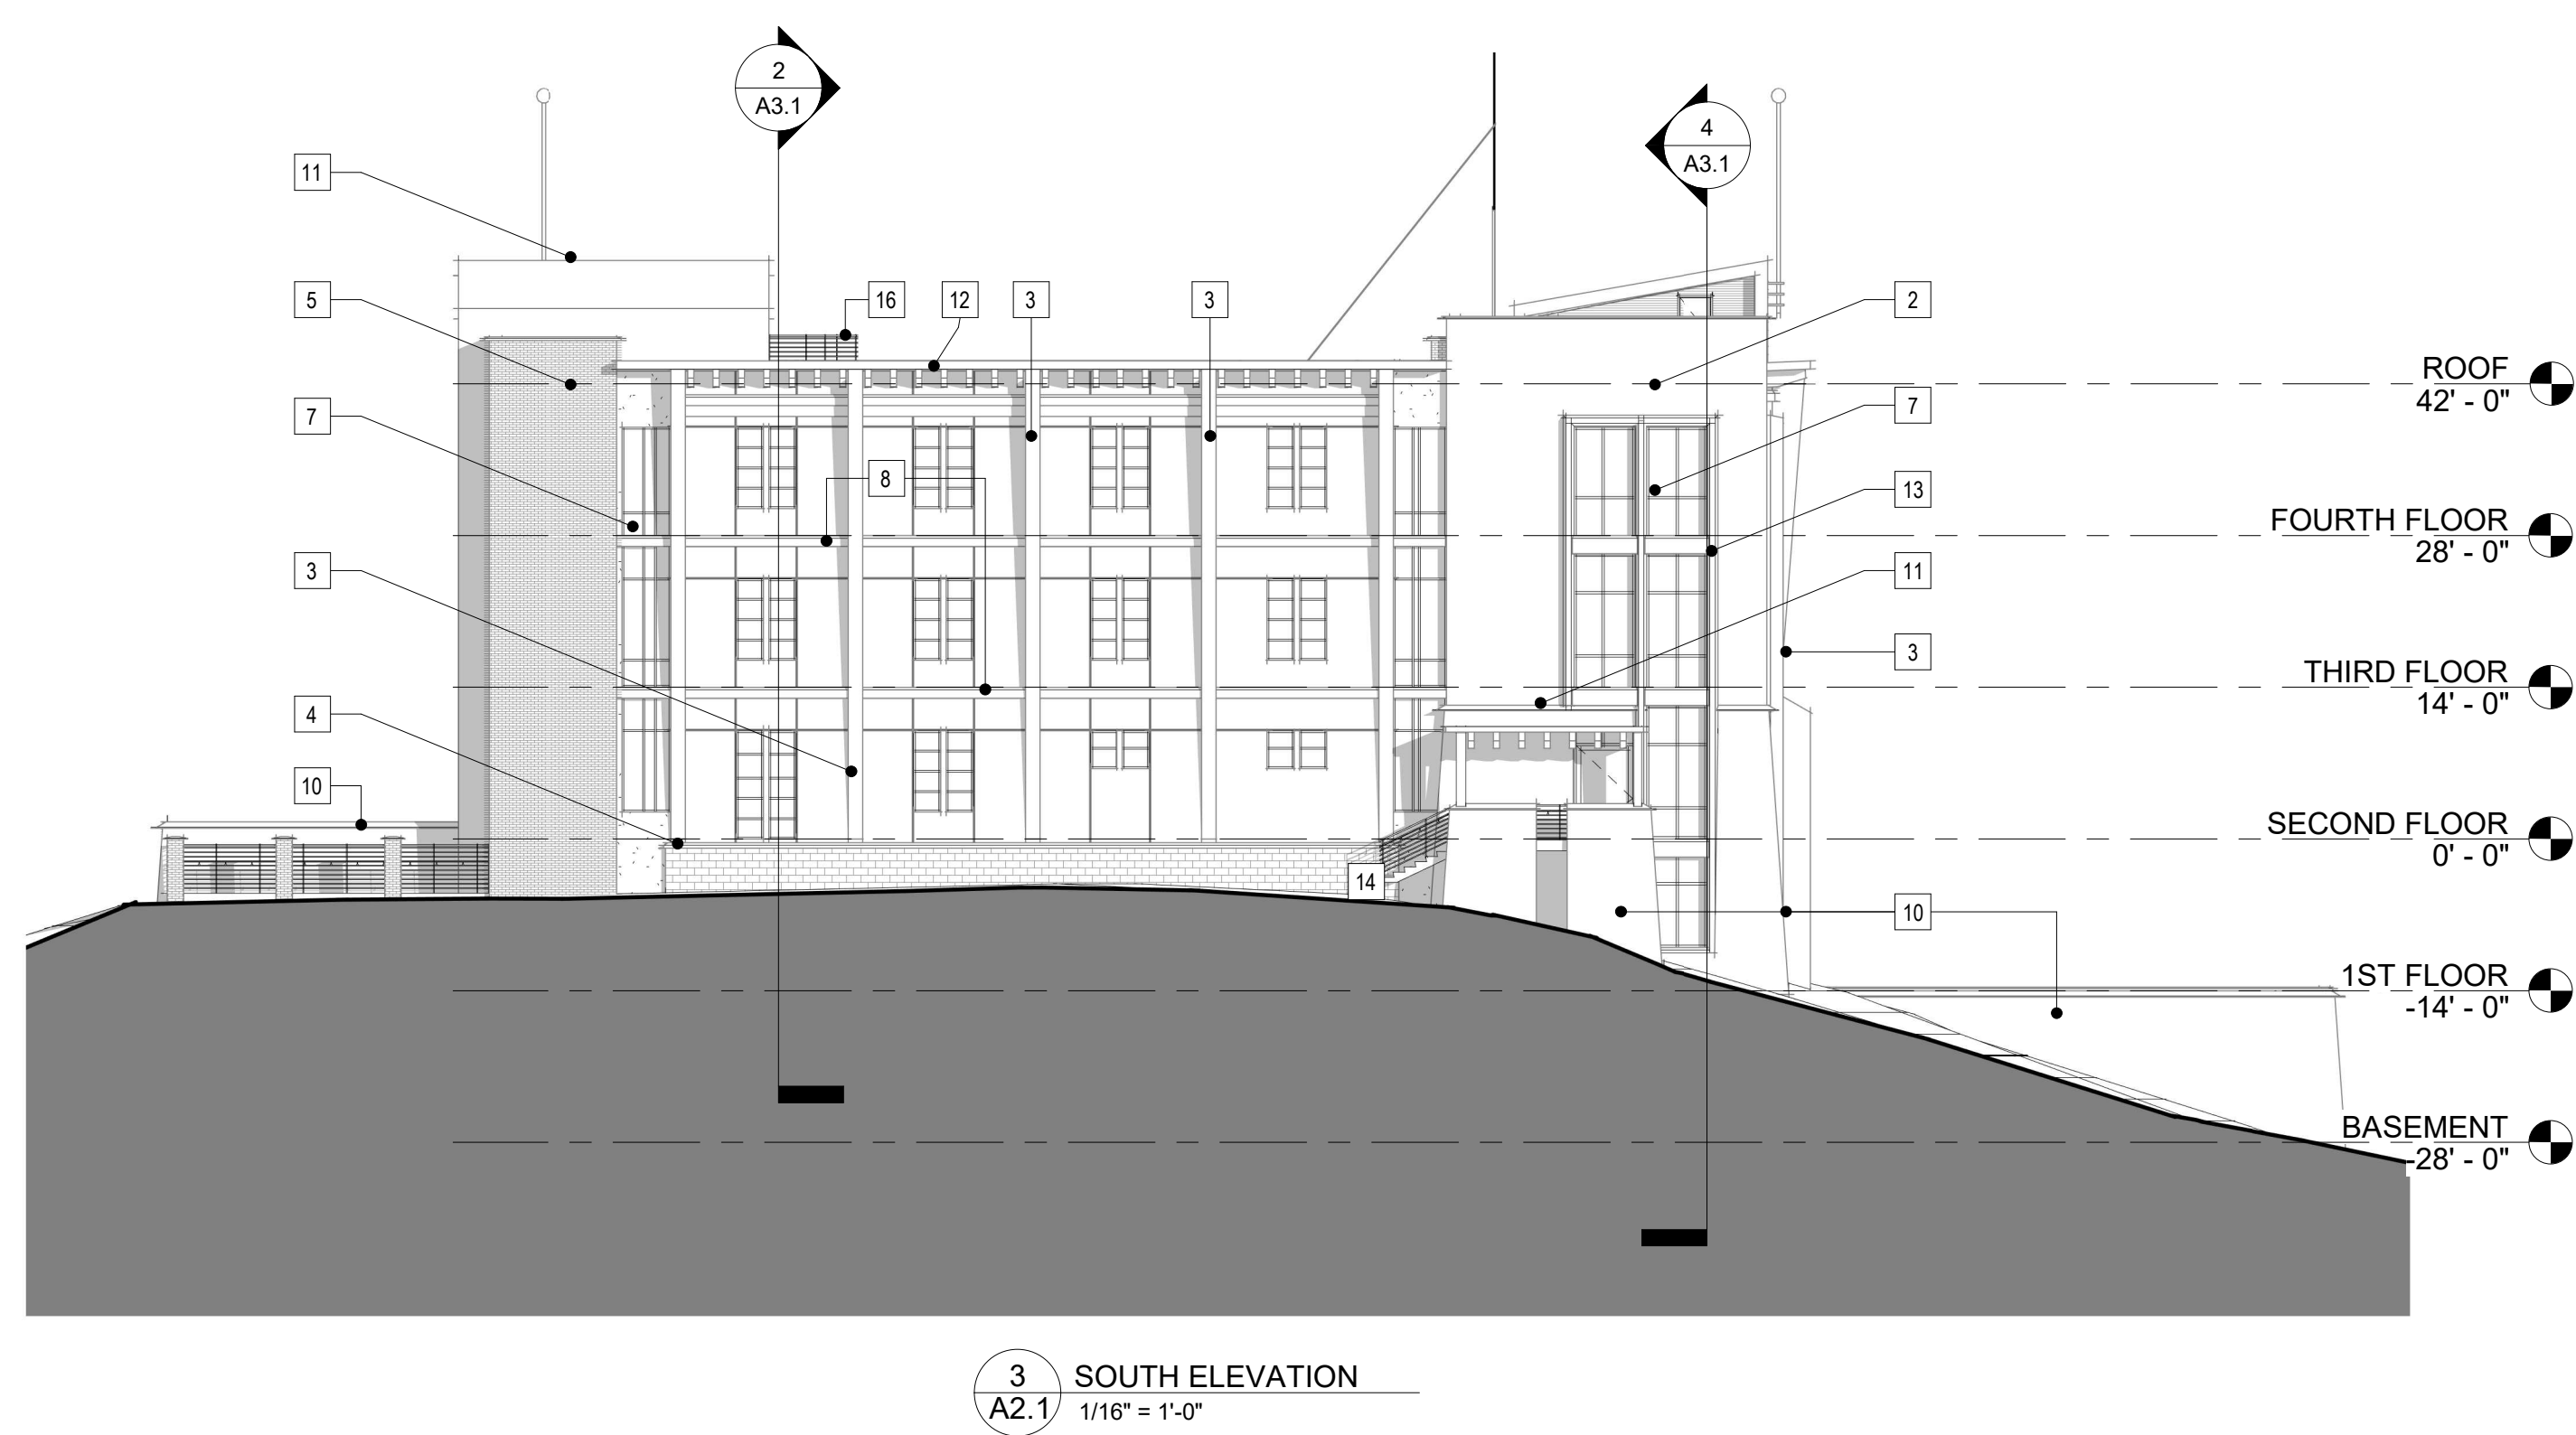 2
A3.1
4
A3.1
11
5
16
12
3
3
2
ROOF
42' - 0"
7
7
8
13
FOURTH FLOOR
28' - 0"
3
11
3
THIRD FLOOR
14' - 0"
4
10
SECOND FLOOR
0' - 0"
14
10
1ST FLOOR
-14' - 0"
BASEMENT
-28' - 0"
3
A2.1
SOUTH ELEVATION
1/16" = 1'-0"